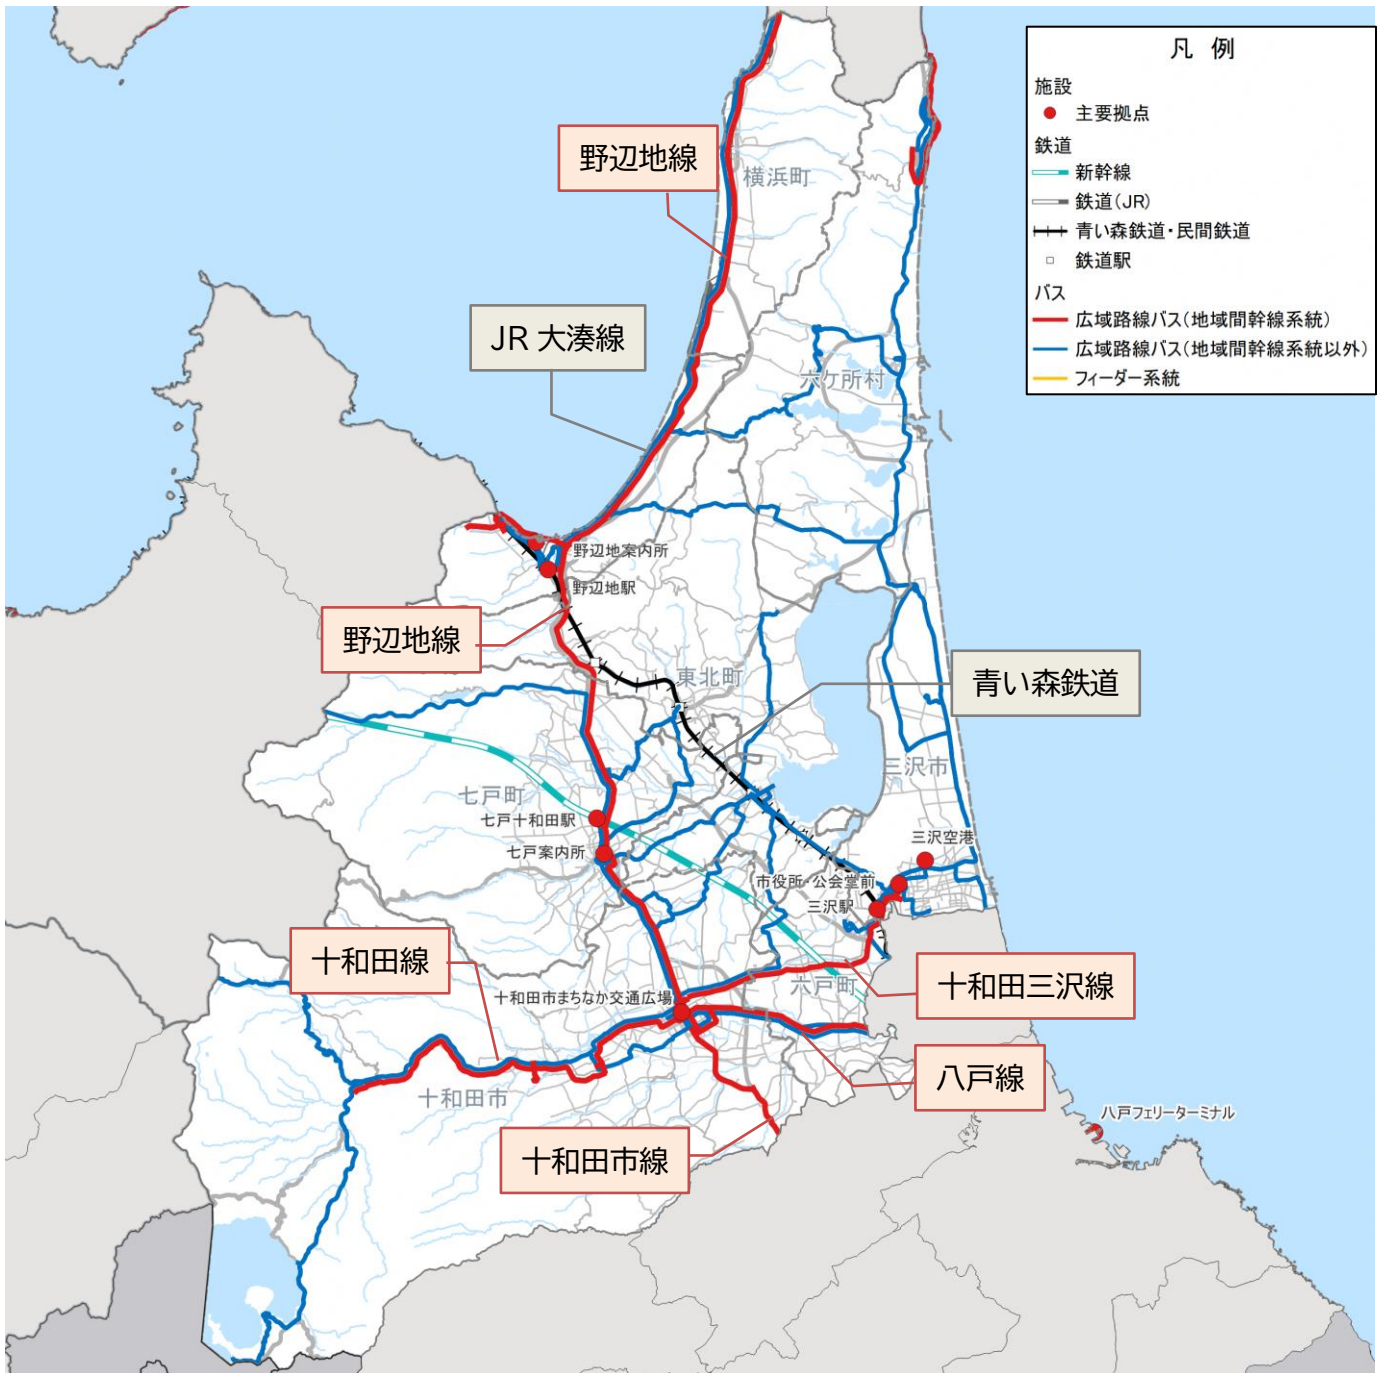 凡 例
施設
主要拠点
鉄道
新幹線
鉄道(JR)
青い森鉄道・民間鉄道
鉄道駅
バス
広域路線バス(地域間幹線系統)
広域路線バス(地域間幹線系統以外)
フィーダー系統
野辺地線
横浜町
JR 大湊線
六ケ所村
野辺地案内所
野辺地駅
野辺地線
東北町
青い森鉄道
三沢市
七戸町
七戸十和田駅
三沢空港
七戸案内所
市役所・公会堂前
三沢駅
十和田線
十和田三沢線
六戸町
十和田市まちなか交通広場
八戸線
十和田市
八戸フェリーターミナル
十和田市線